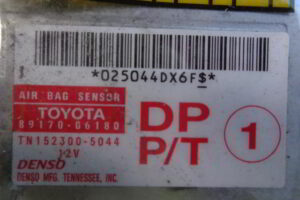 *025044DX6F$*
AIR BAG SENSOR
TOYOTA
89170-06180
TN152300-5044
12V
DENSO
DENSO MFG. TENNESSEE, INC.
DP
P/T
1